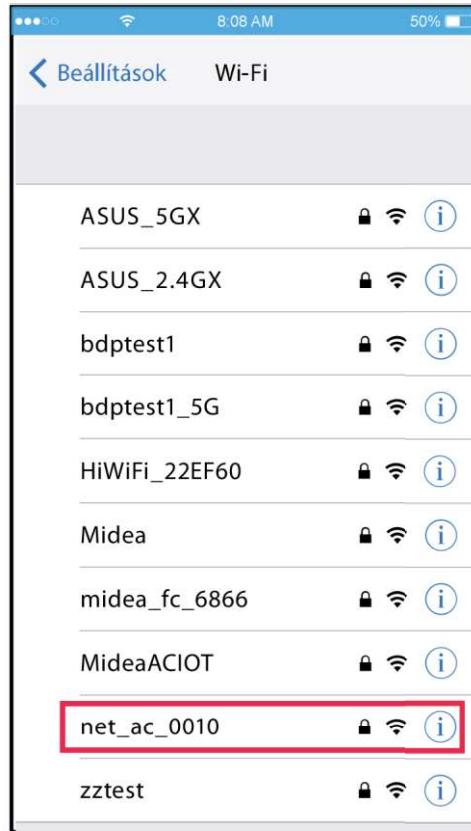 8:08 AM 50%
Beállítások Wi-Fi
ASUS_5GX
ASUS_2.4GX
bdptest1
bdptest1_5G
HiWiFi_22EF60
Midea
midea_fc_6866
MideaACIOT
net_ac_0010
zztest